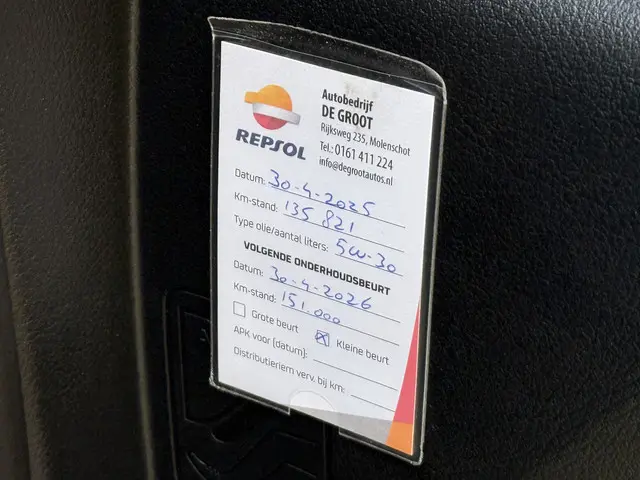 Autobedrijf
DE GROOT
Rijksweg 235, Molenschot
Tel.: 0161 411 224
info@degrootautos.nl
REPSOL
Datum: 30-4-2025
Km-stand: 135 821
Type olie/aantal liters: 5W-30
VOLGENDE ONDERHOUDSBEURT
Datum: 30-4-2026
Km-stand: 151.000
Grote beurt Kleine beurt
APK voor (datum):
Distributieriem verv. bij km: